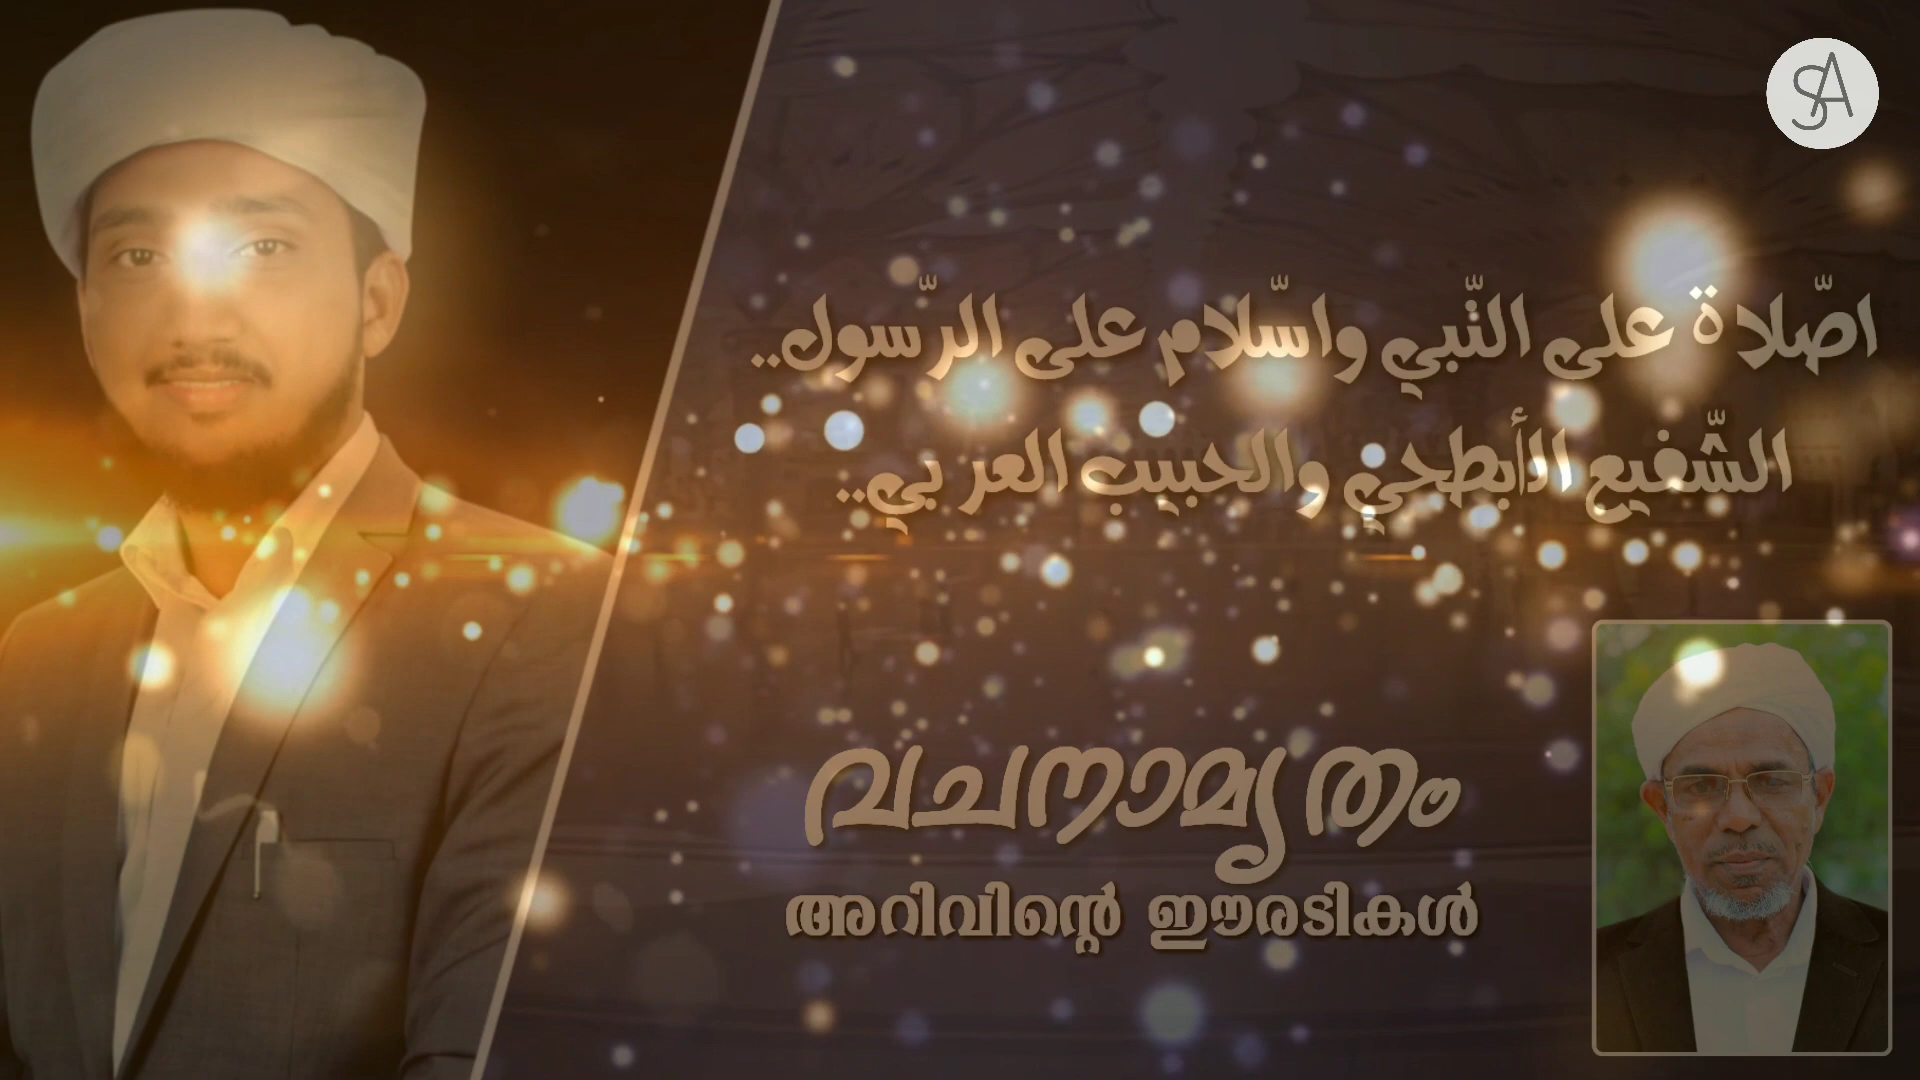 SA
اصّلاة على النّبي واسّلام على الرّسول..
الشّفيع الأبطحي والحبيب العربي..
വചനാമൃതം
അറിവിന്റെ ഈരടികൾ